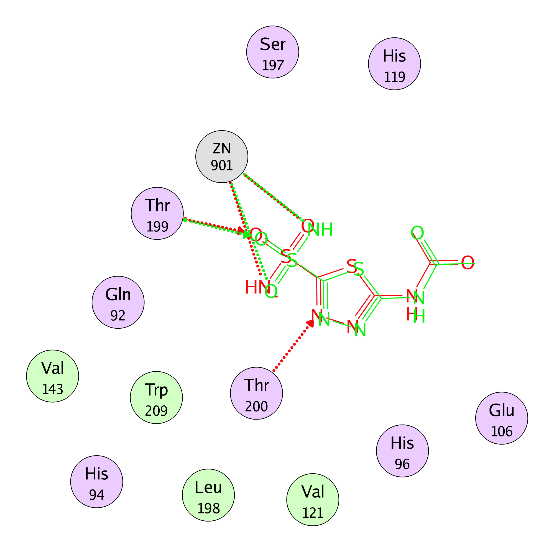 Ser
197
His
119
ZN
901
Thr
199
O
O
O
NH
S
S
HN
O
O
O
S
S
N
N
N
N
N
H
N
H
Gln
92
Val
143
Trp
209
Thr
200
Glu
106
His
96
His
94
Leu
198
Val
121